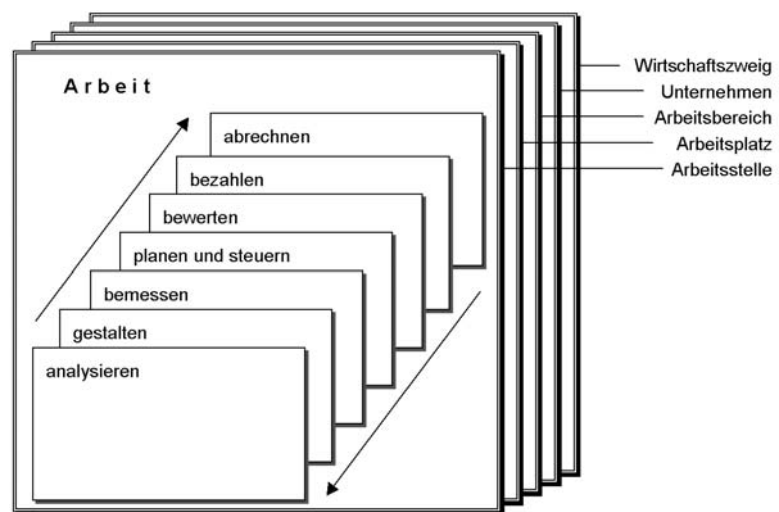 Arbeit
abrechnen
bezahlen
bewerten
planen und steuern
bemessen
gestalten
analysieren
Wirtschaftszweig
Unternehmen
Arbeitsbereich
Arbeitsplatz
Arbeitsstelle